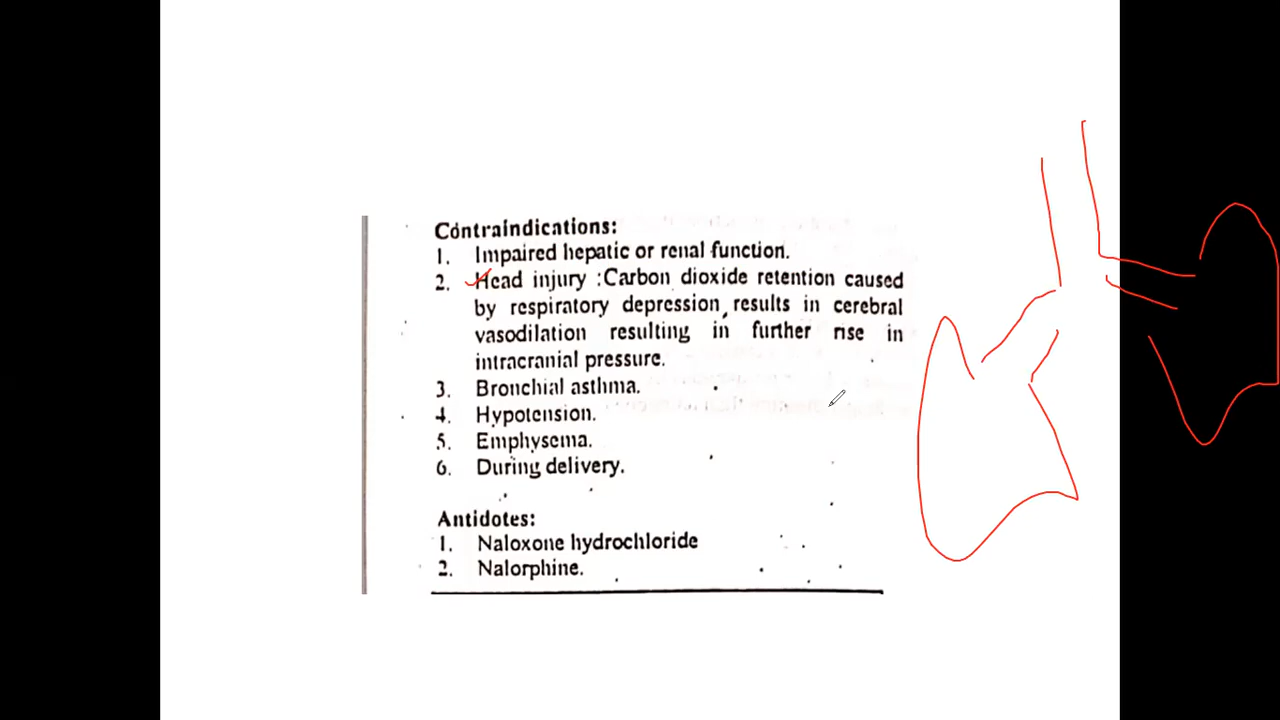 Contraindications:
1. Impaired hepatic or renal function.
2. Head injury : Carbon dioxide retention caused
by respiratory depression, results in cerebral
vasodilation resulting in further rise in
intracranial pressure.
3. Bronchial asthma.
4. Hypotension.
5. Emphysema.
6. During delivery.
Antidotes:
1. Naloxone hydrochloride
2. Nalorphine.